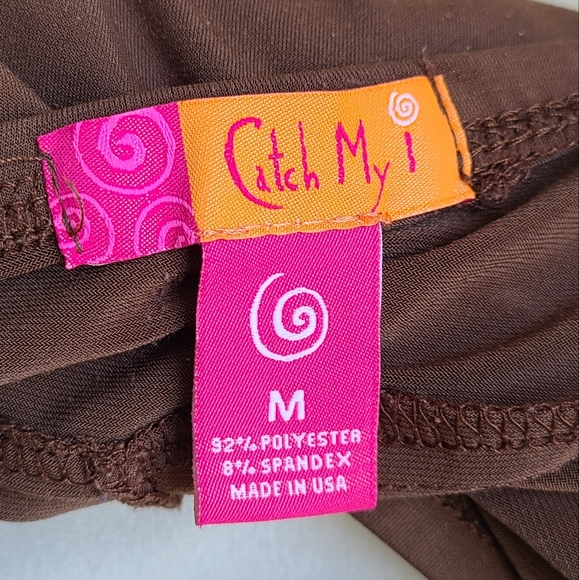 Catch My i
M
92% POLYESTER
8% SPANDEX
MADE IN USA